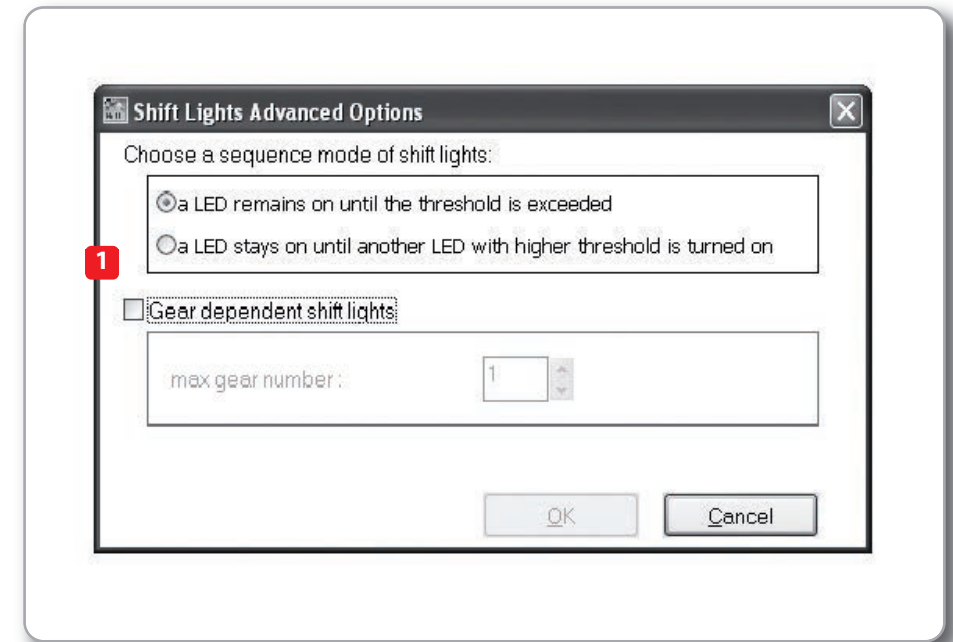 Shift Lights Advanced Options
Choose a sequence mode of shift lights:
a LED remains on until the threshold is exceeded
a LED stays on until another LED with higher threshold is turned on
1
Gear dependent shift lights
max gear number :
1
OK
Cancel